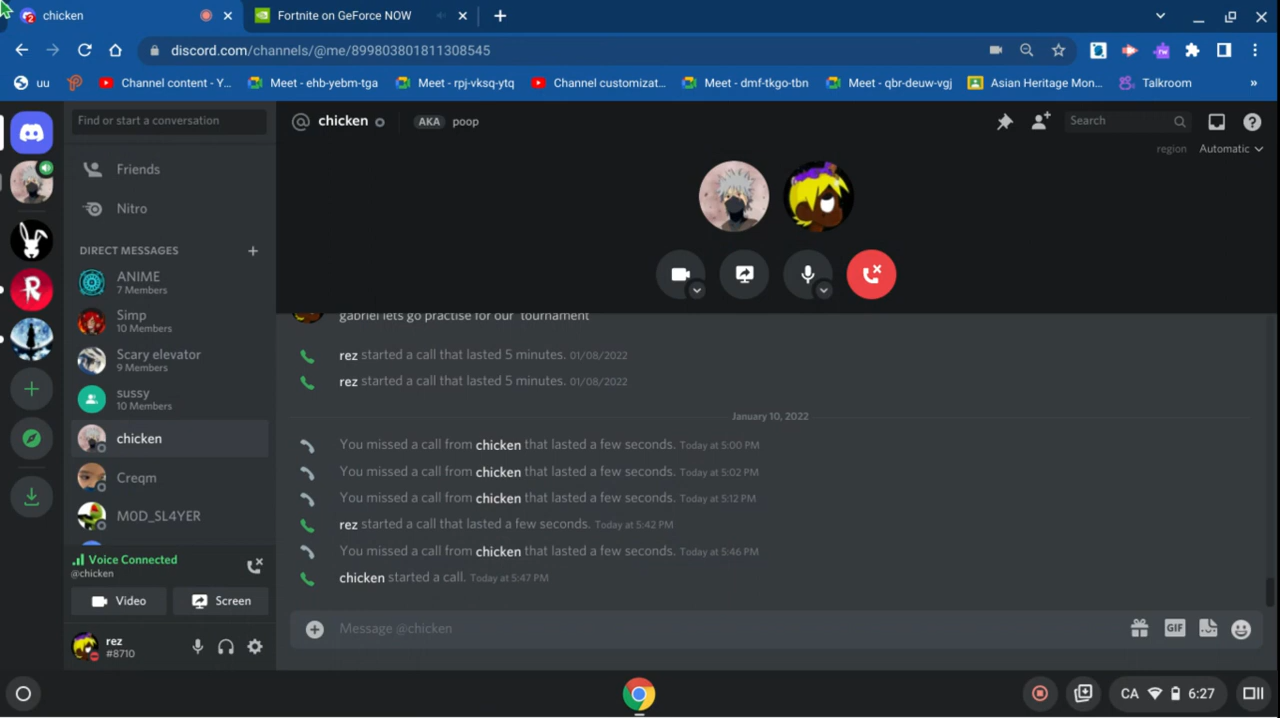 2 chicken
Fortnite on GeForce NOW
discord.com/channels/@me/899803801811308545
uu
Channel content - Y...
Meet - ehb-yebm-tga
Meet - rpj-vksq-ytq
Channel customizat...
Meet - dmf-tkgo-tbn
Meet - qbr-deuw-vgj
Asian Heritage Mon...
Talkroom
»
Find or start a conversation
@ chicken
AKA poop
Search
region Automatic
Friends
Nitro
DIRECT MESSAGES +
ANIME
7 Members
Simp
10 Members
Scary elevator
9 Members
sussy
10 Members
chicken
Creqm
M0D_SL4YER
Voice Connected
@chicken
Video
Screen
rez
#8710
gabriel lets go practise for our tournament
rez started a call that lasted 5 minutes. 01/08/2022
rez started a call that lasted 5 minutes. 01/08/2022
January 10, 2022
You missed a call from chicken that lasted a few seconds. Today at 5:00 PM
You missed a call from chicken that lasted a few seconds. Today at 5:02 PM
You missed a call from chicken that lasted a few seconds. Today at 5:12 PM
rez started a call that lasted a few seconds. Today at 5:42 PM
You missed a call from chicken that lasted a few seconds. Today at 5:46 PM
chicken started a call. Today at 5:47 PM
Message @chicken
GIF
CA 6:27